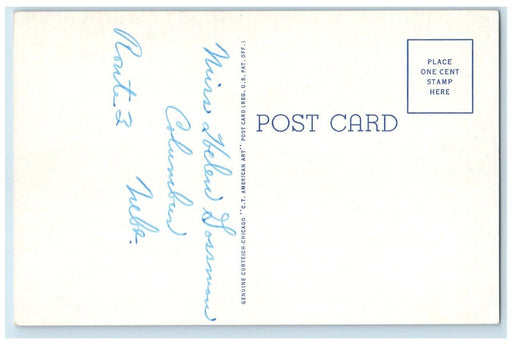 Miss Helen Dossman
Columbus
Nebr.
Route 3
GENUINE CURTEICH-CHICAGO "C.T. AMERICAN ART" POST CARD (REG. U.S. PAT. OFF.)
POST CARD
PLACE
ONE CENT
STAMP
HERE